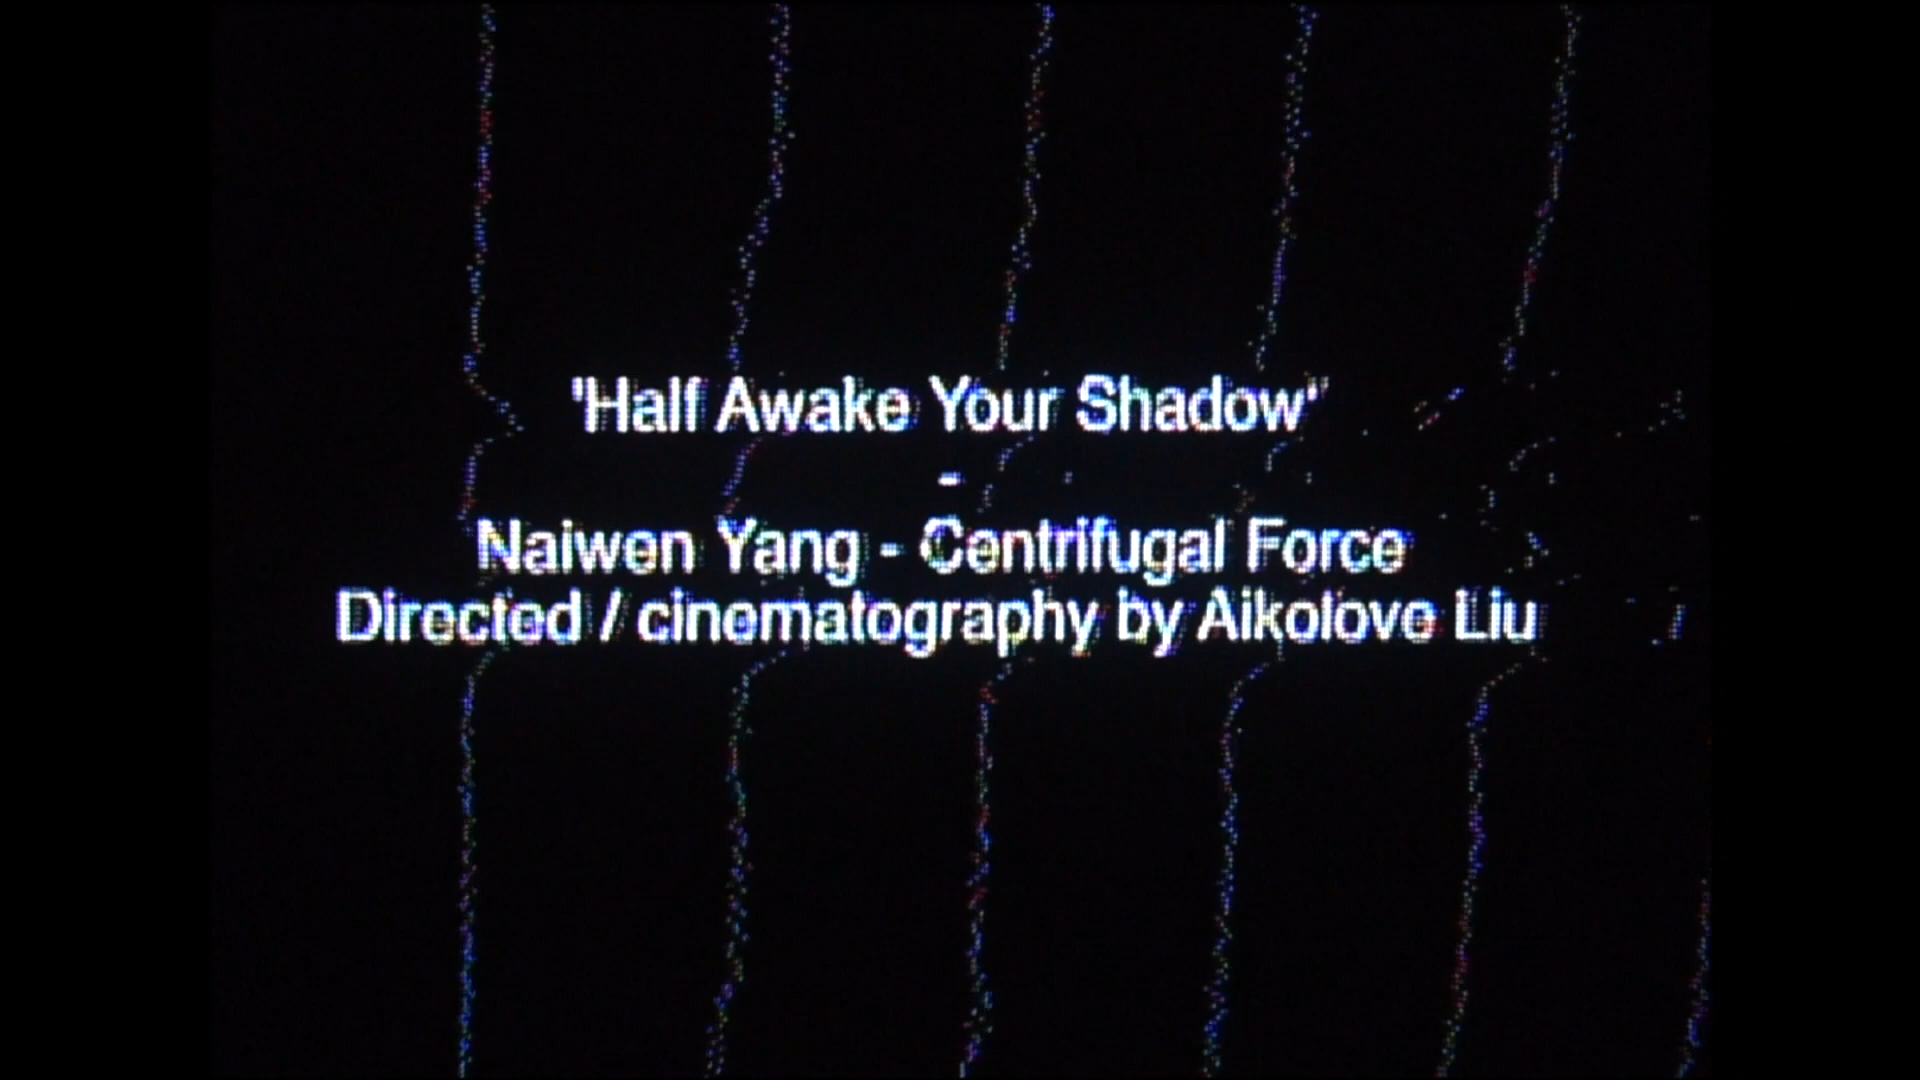 'Half Awake Your Shadow"
-
Naiwen Yang - Centrifugal Force
Directed / cinematography by Aikolove Liu